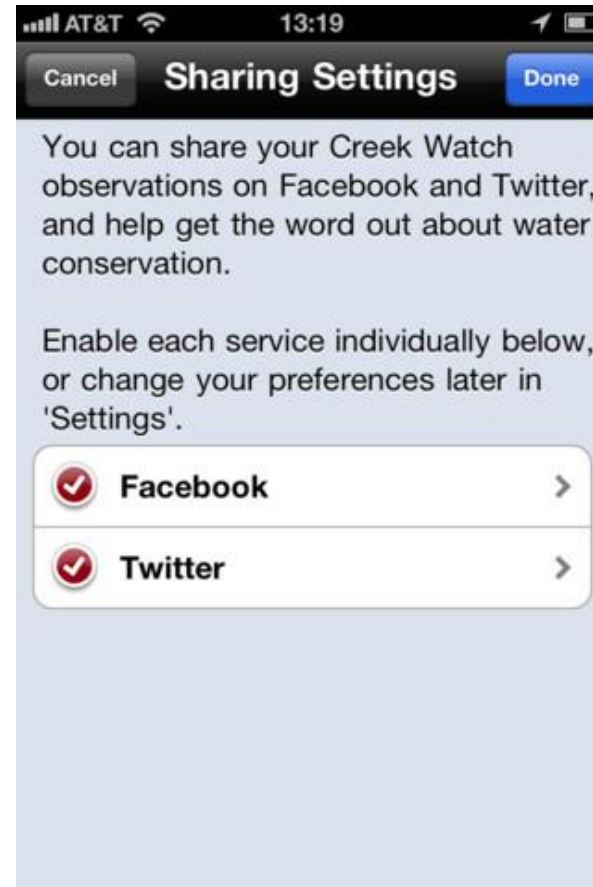 AT&T 13:19
Cancel Sharing Settings Done
You can share your Creek Watch
observations on Facebook and Twitter,
and help get the word out about water
conservation.
Enable each service individually below,
or change your preferences later in
'Settings'.
Facebook
Twitter